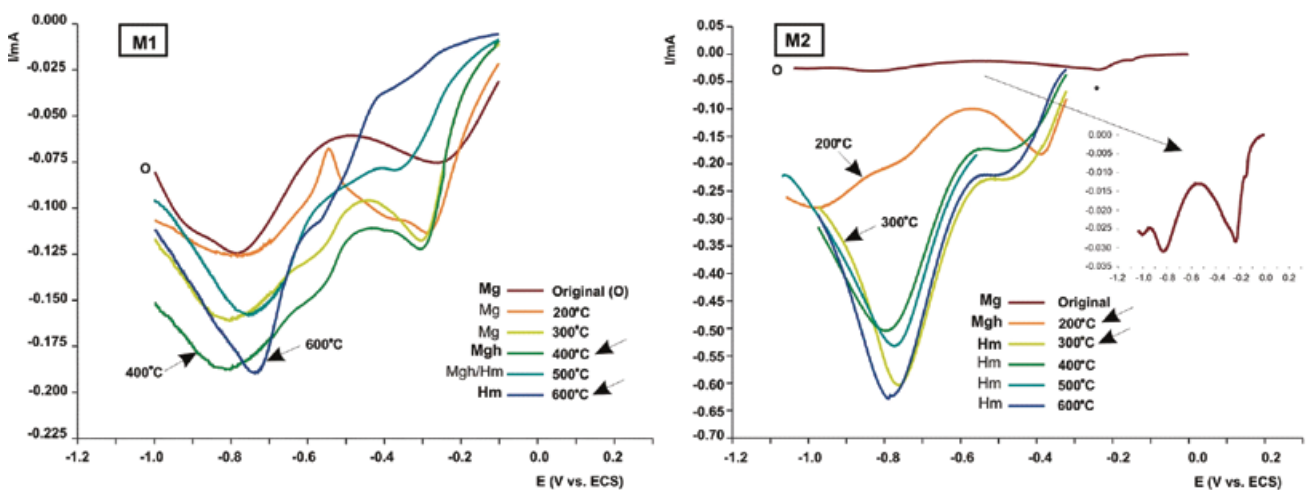 M1
I/mA
0.000
-0.025
-0.050
-0.075
-0.100
-0.125
-0.150
-0.175
-0.200
-0.225
O
400°C
600°C
Mg Original (O)
Mg 200°C
Mg 300°C
Mgh 400°C
Mgh/Hm 500°C
Hm 600°C
-1.2 -1.0 -0.8 -0.6 -0.4 -0.2 0.0
E (V vs. ECS)
M2
I/mA
0.05
0.00
-0.05
-0.10
-0.15
-0.20
-0.25
-0.30
-0.35
-0.40
-0.45
-0.50
-0.55
-0.60
-0.65
-0.70
O
*
200°C
300°C
0.000
-0.005
-0.010
-0.015
-0.020
-0.025
-0.030
-0.035
-1.2 -1.0 -0.8 -0.6 -0.4 -0.2 0.0
Mg Original
Mgh 200°C
Hm 300°C
Hm 400°C
Hm 500°C
Hm 600°C
-1.2 -1.0 -0.8 -0.6 -0.4 -0.2 0.0 0.2
E (V vs. ECS)